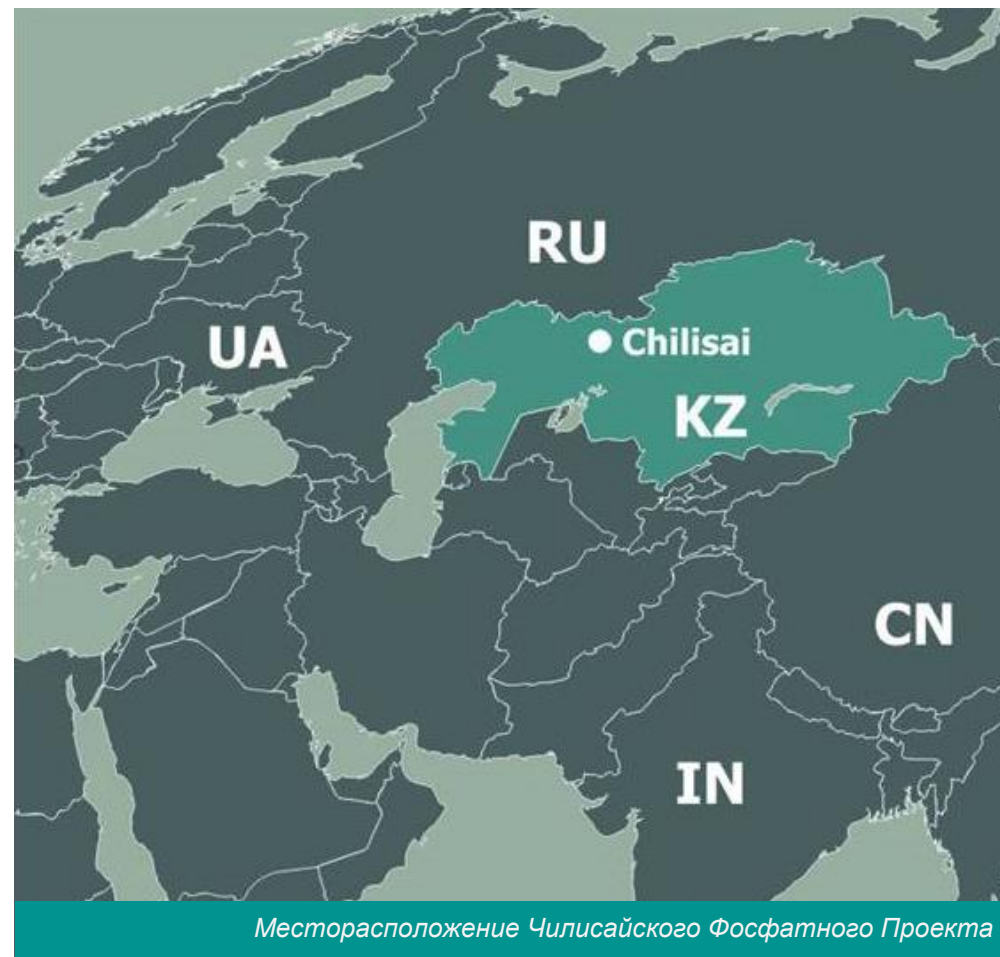 RU
UA
Chilisai
KZ
CN
IN
Месторасположение Чилисайского Фосфатного Проекта